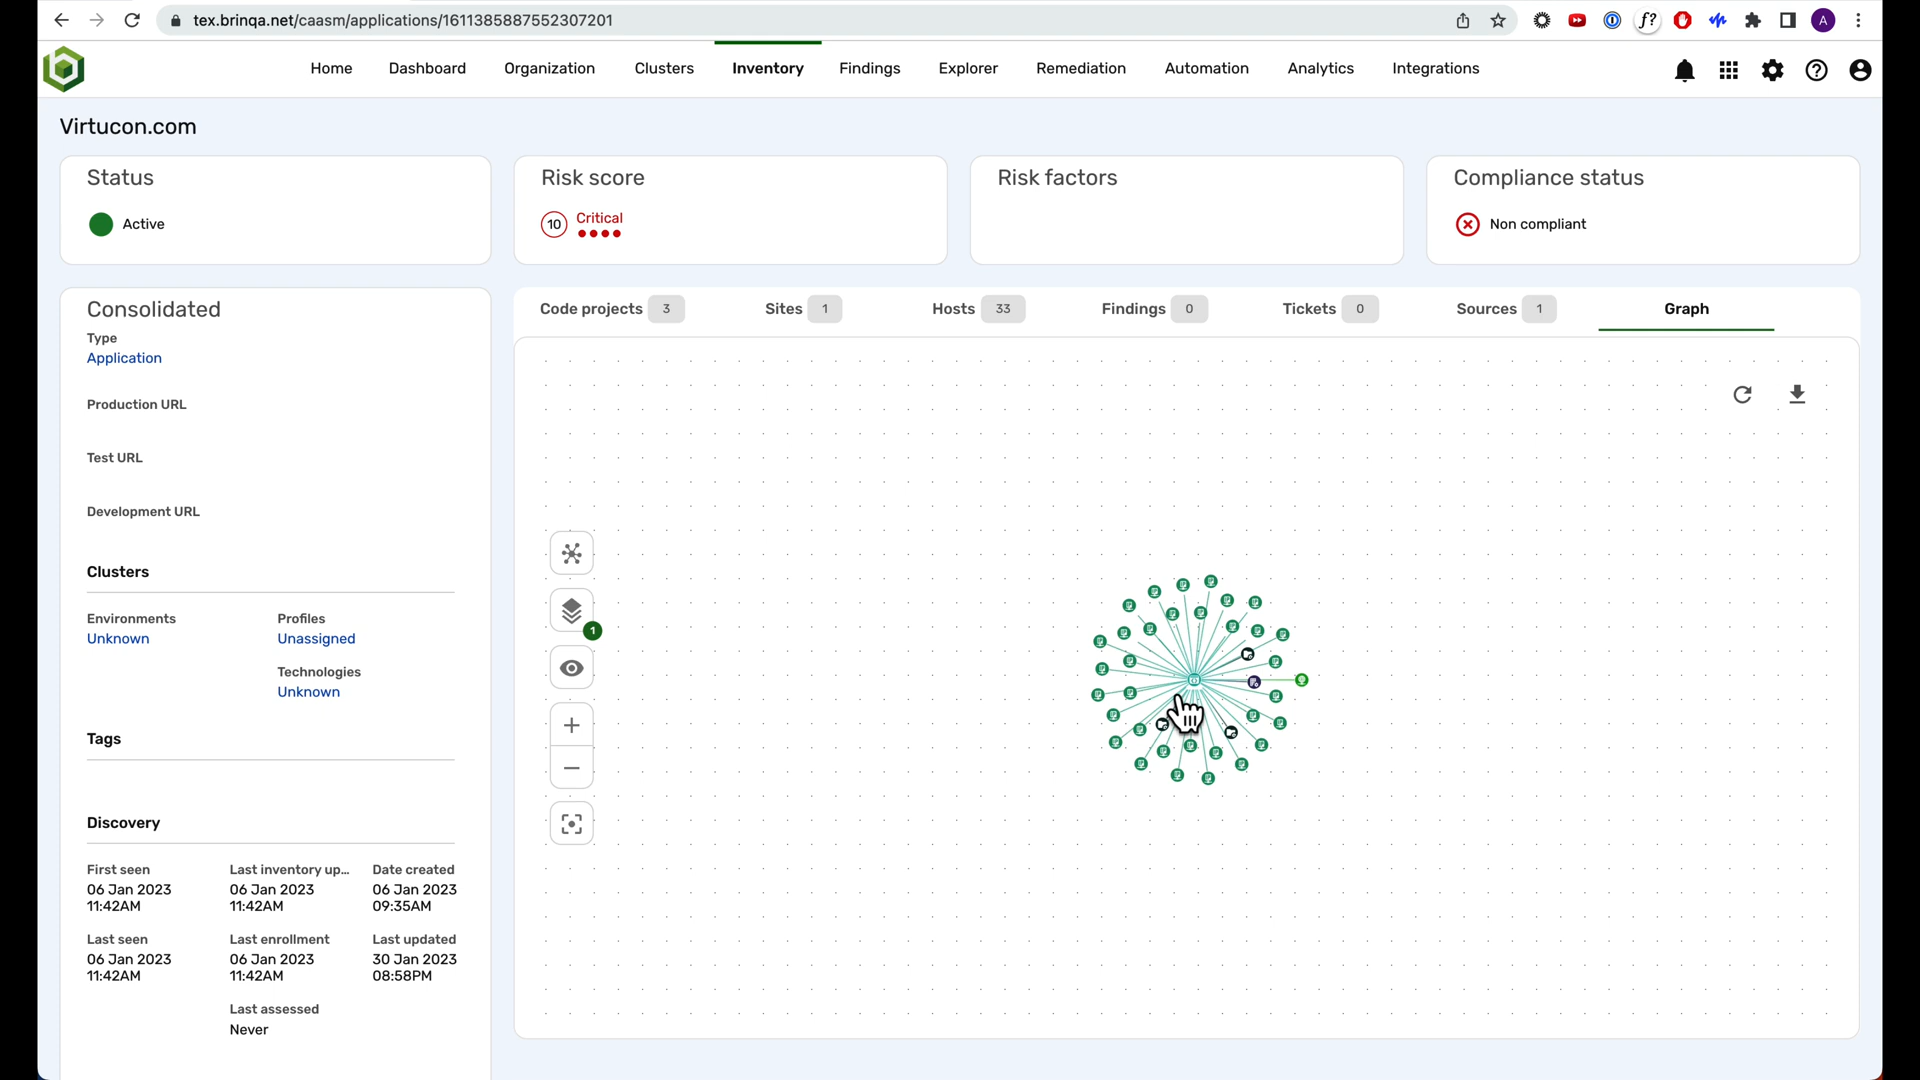 tex.brinqa.net/caasm/applications/1611385887552307201
f?
A
Home Dashboard Organization Clusters Inventory Findings Explorer Remediation Automation Analytics Integrations
Virtucon.com
Status
Active
Risk score
10 Critical
Risk factors
Compliance status
Non compliant
Consolidated
Type
Application
Production URL
Test URL
Development URL
Clusters
Environments
Unknown
Profiles
Unassigned
Technologies
Unknown
Tags
Discovery
First seen
06 Jan 2023
11:42AM
Last inventory up...
06 Jan 2023
11:42AM
Date created
06 Jan 2023
09:35AM
Last seen
06 Jan 2023
11:42AM
Last enrollment
06 Jan 2023
11:42AM
Last updated
30 Jan 2023
08:58PM
Last assessed
Never
Code projects 3 Sites 1 Hosts 33 Findings 0 Tickets 0 Sources 1 Graph
1